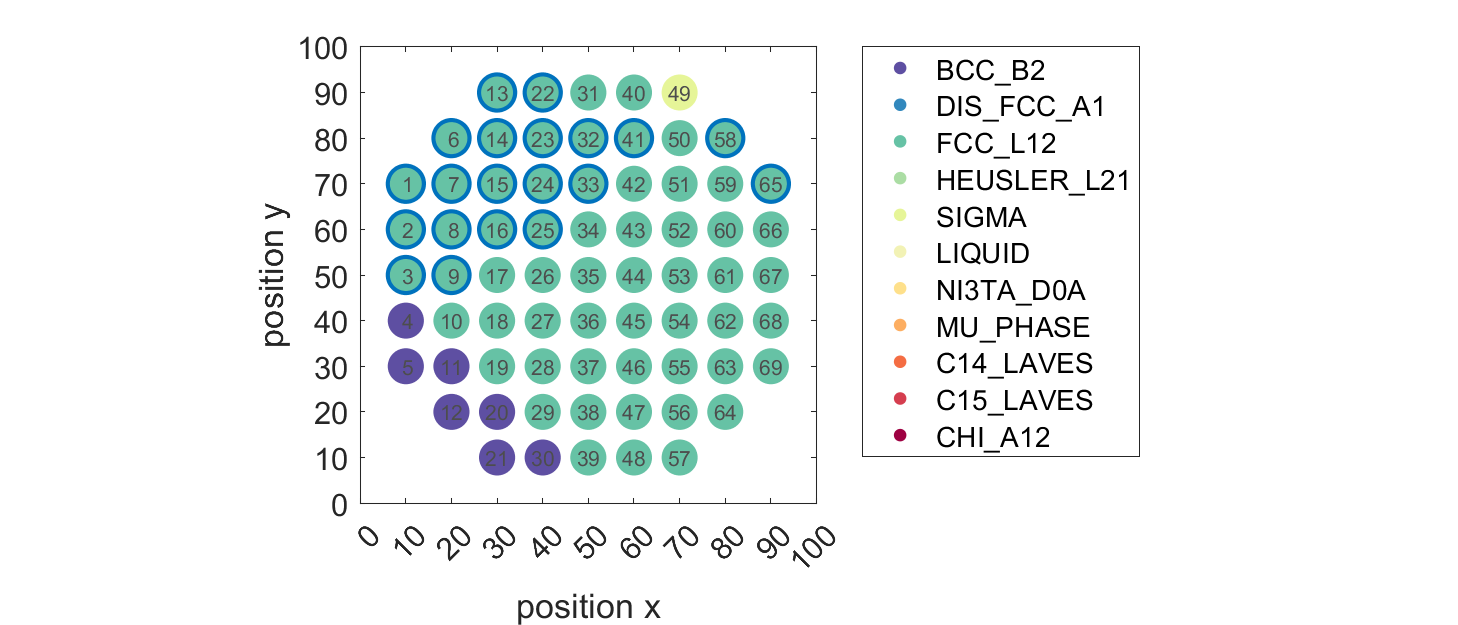 100
90
80
70
60
50
40
30
20
10
0
13 22 31 40 49
6 14 23 32 41 50 58
1 7 15 24 33 42 51 59 65
2 8 16 25 34 43 52 60 66
3 9 17 26 35 44 53 61 67
4 10 18 27 36 45 54 62 68
5 11 19 28 37 46 55 63 69
12 20 29 38 47 56 64
21 30 39 48 57
0 10 20 30 40 50 60 70 80 90 100
position x
position y
BCC_B2
DIS_FCC_A1
FCC_L12
HEUSLER_L21
SIGMA
LIQUID
NI3TA_D0A
MU_PHASE
C14_LAVES
C15_LAVES
CHI_A12